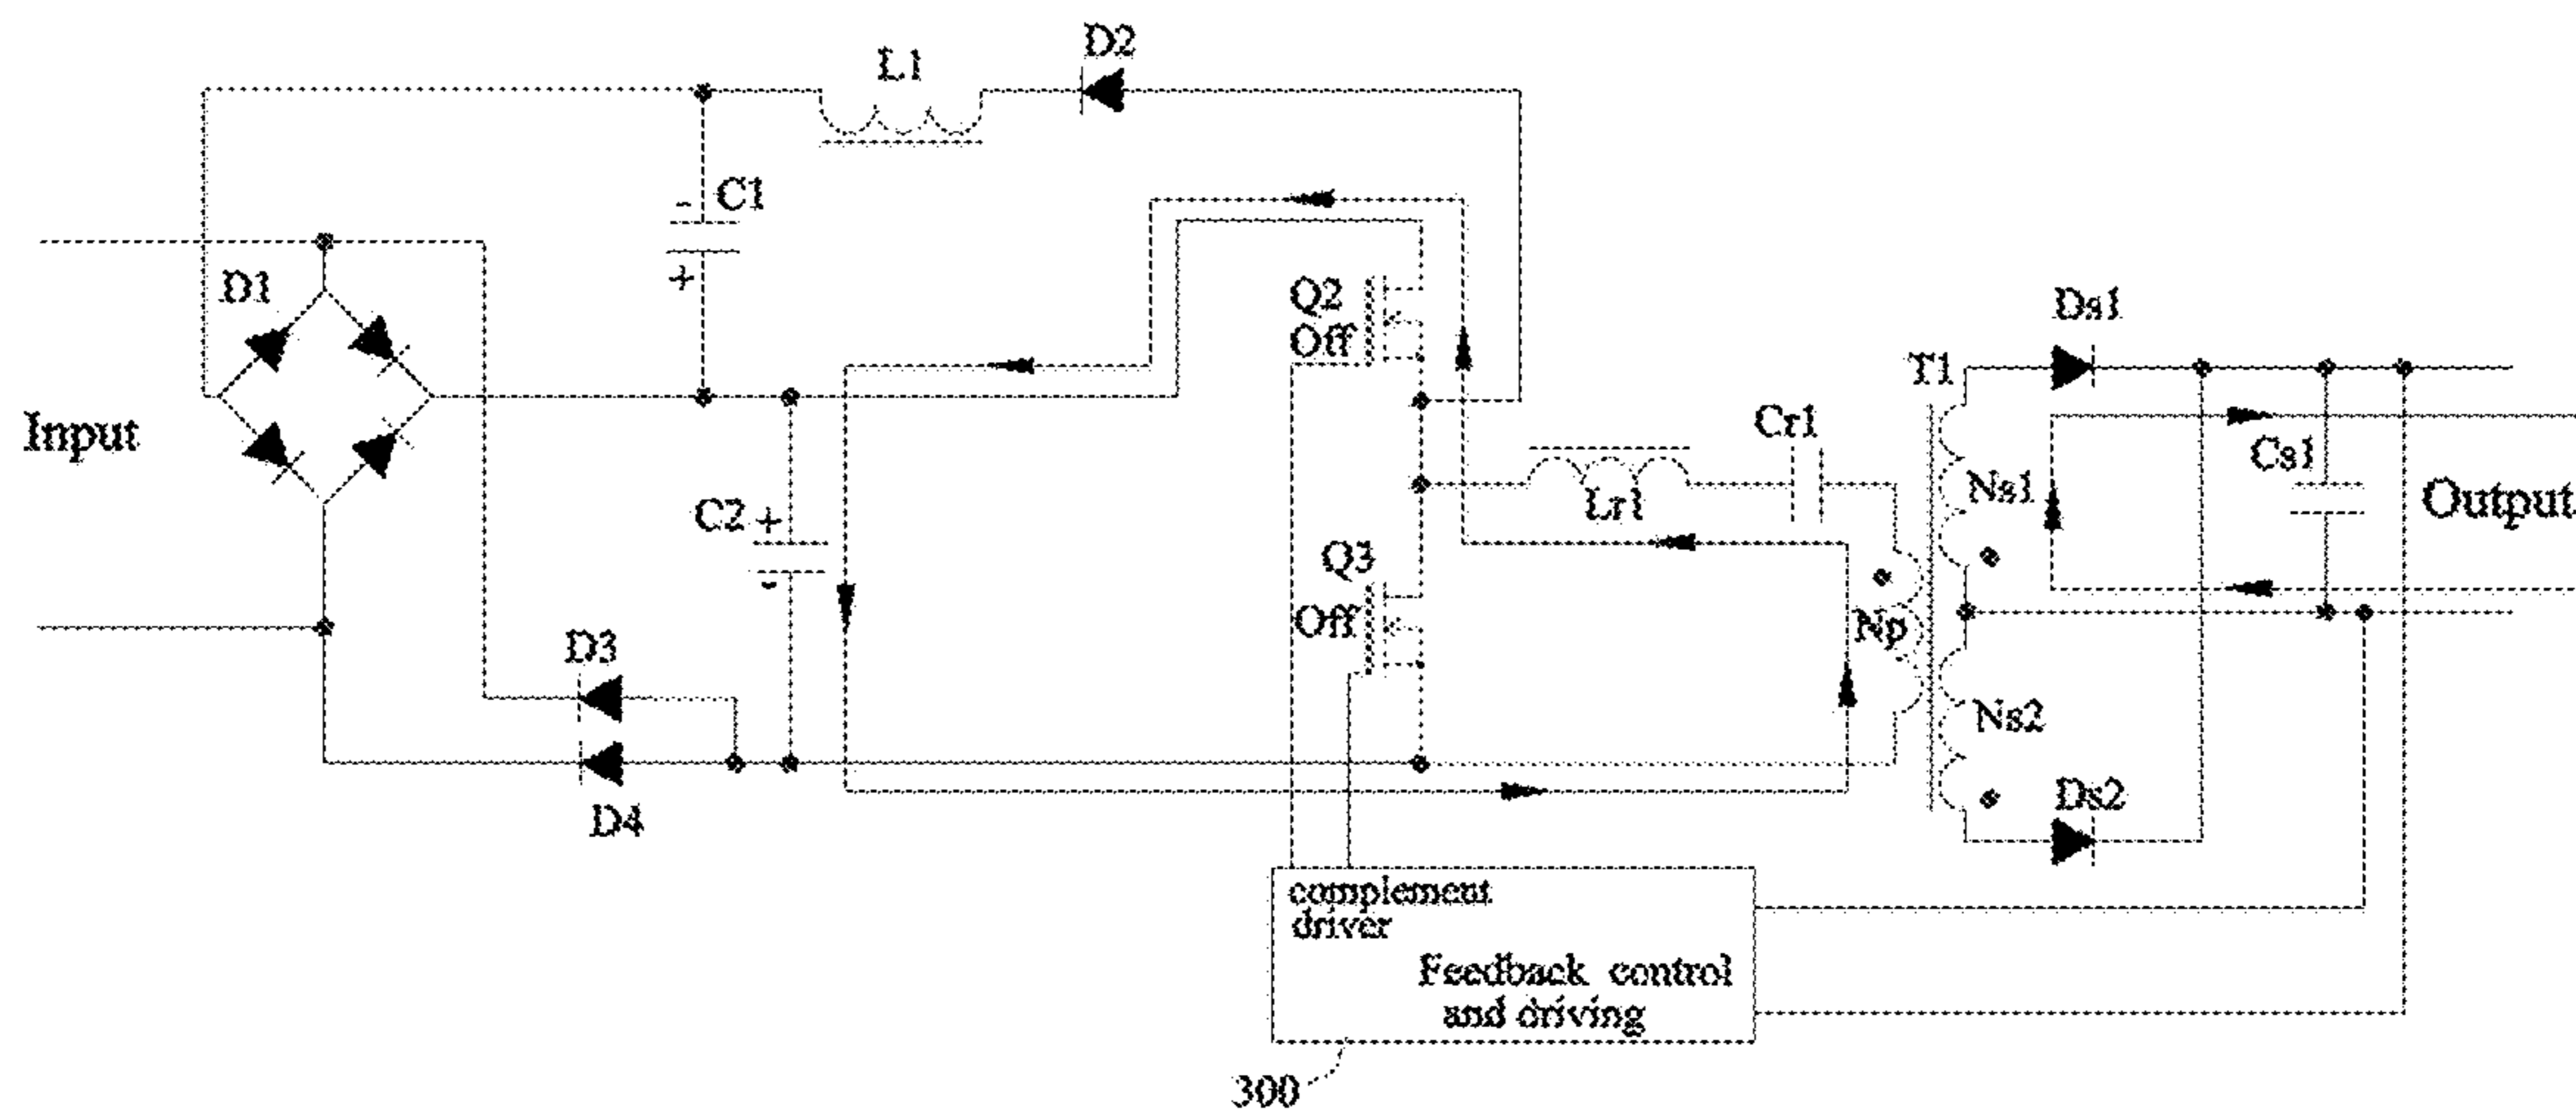 D2
L1
- C1
+
D1
Q2
Off
Ds1
T1
Cr1
Cs1
Input
Ns1
Output
Lr1
C2 +
-
Q3
Off
Np
D3
Ns2
Ds2
D4
complement
driver
Feedback control
and driving
300